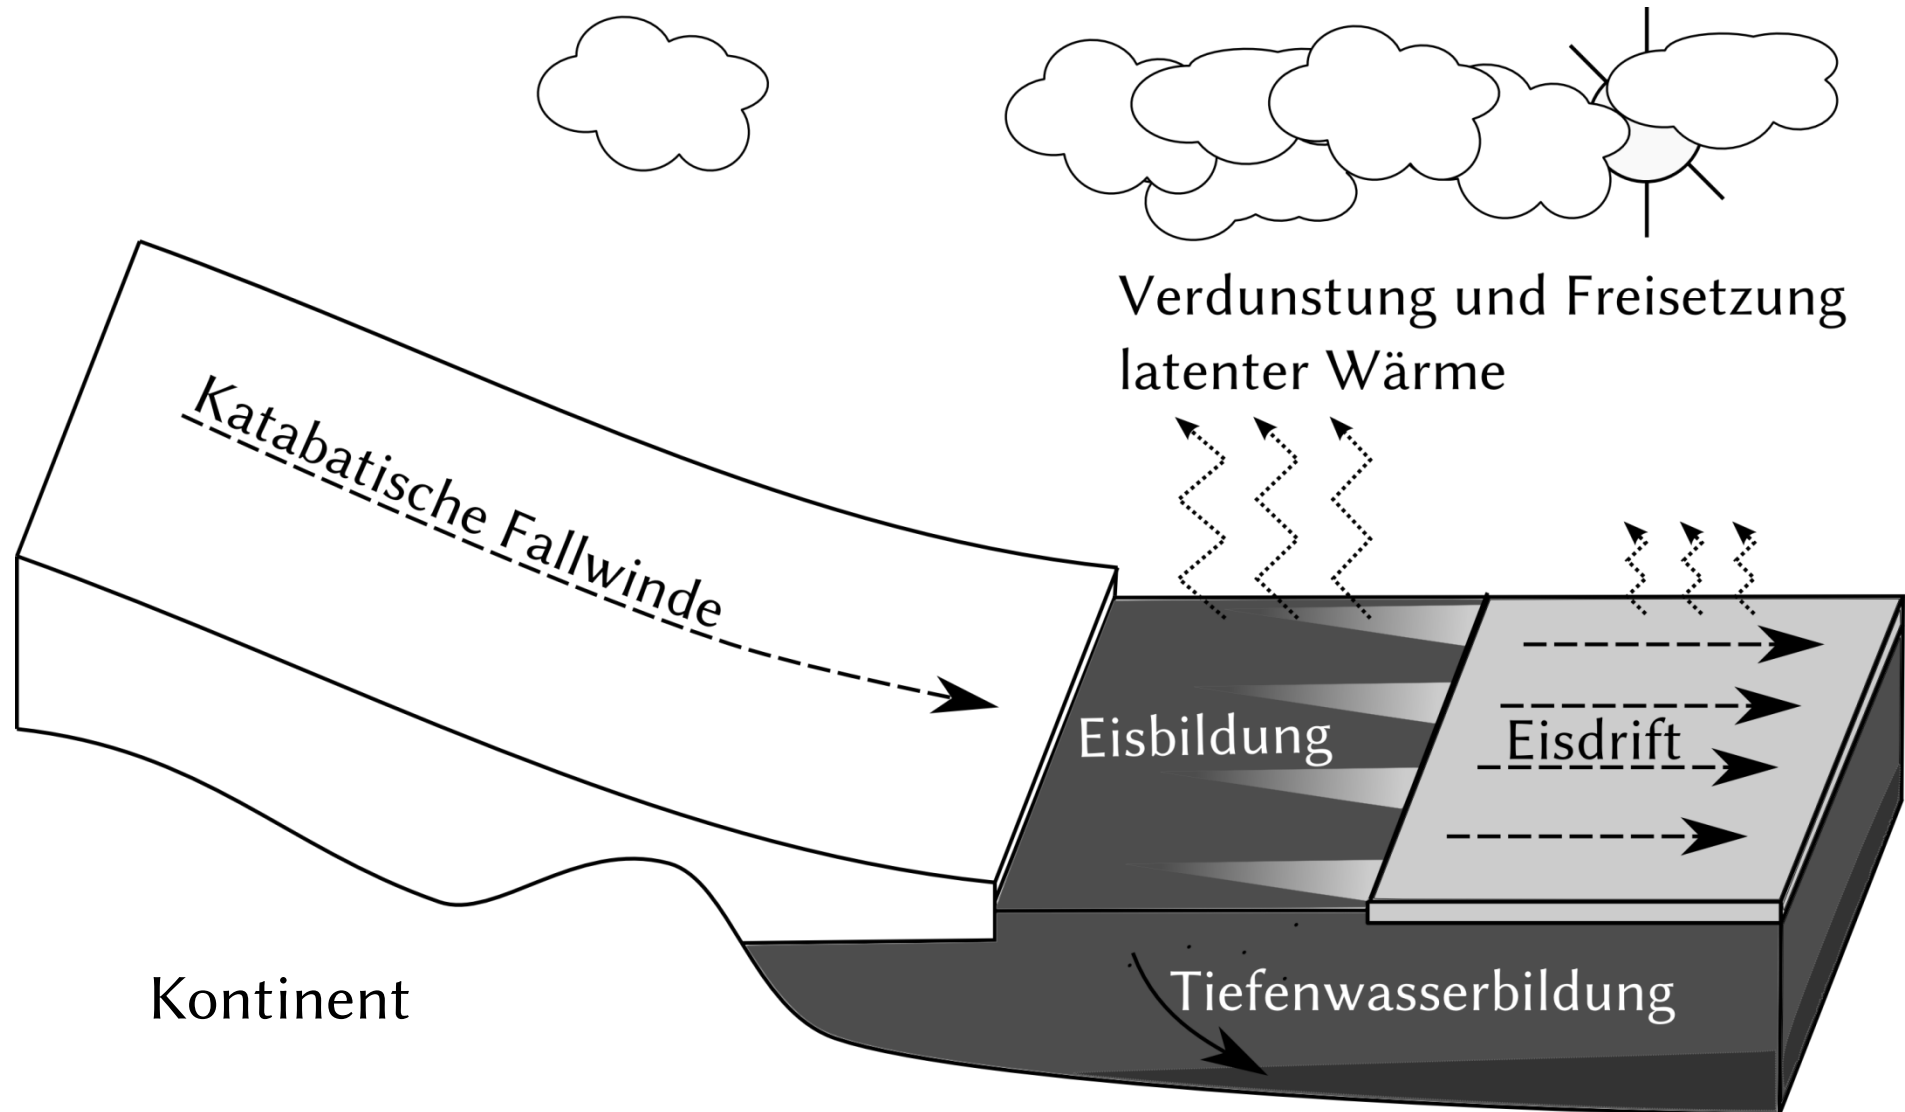 Verdunstung und Freisetzung
latenter Wärme
Katabatische Fallwinde
Eisbildung
Eisdrift
Tiefenwasserbildung
Kontinent